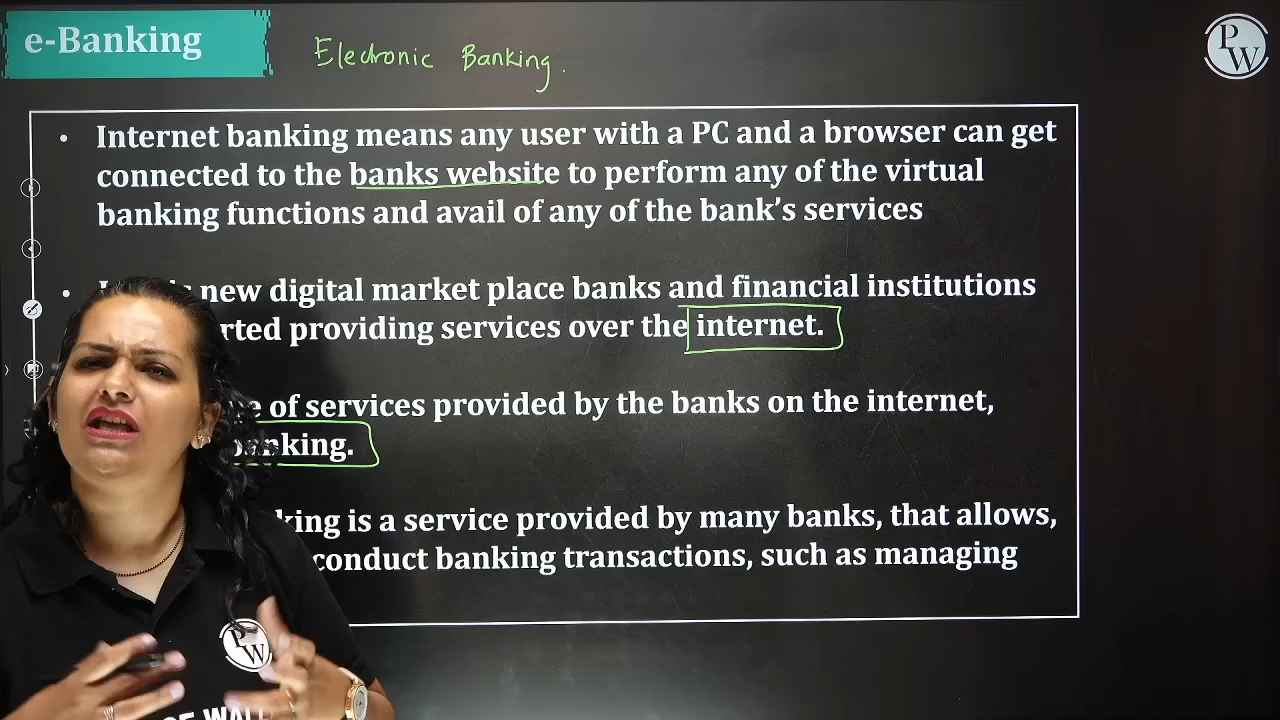 e-Banking
Electronic Banking.
PW
• Internet banking means any user with a PC and a browser can get
connected to the banks website to perform any of the virtual
banking functions and avail of any of the bank’s services
• new digital market place banks and financial institutions
providing services over the internet.
of services provided by the banks on the internet,
banking.
is a service provided by many banks, that allows,
conduct banking transactions, such as managing
PW